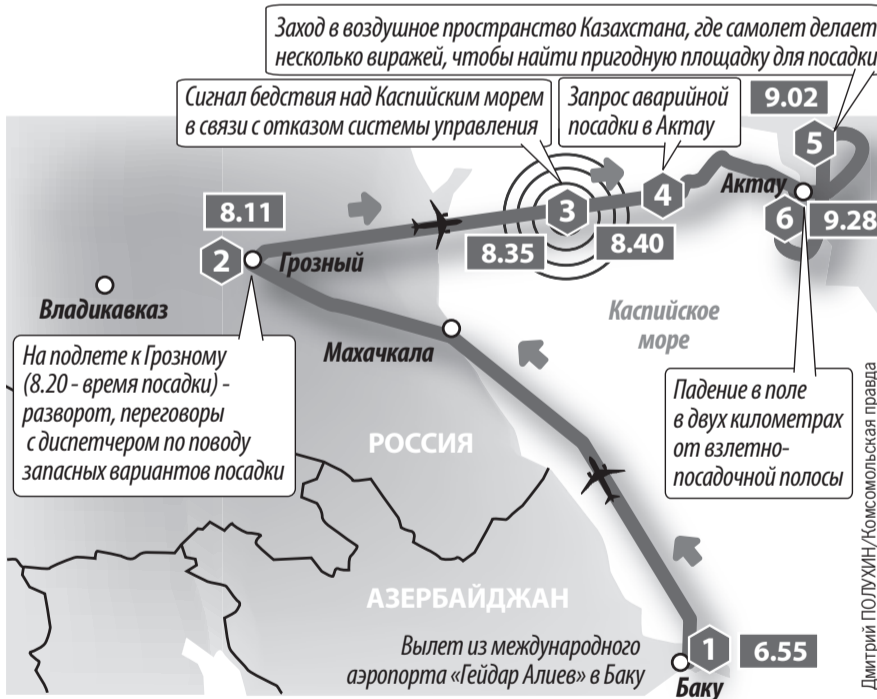 Заход в воздушное пространство Казахстана, где самолет делает
несколько виражей, чтобы найти пригодную площадку для посадки
Сигнал бедствия над Каспийским морем
в связи с отказом системы управления
Запрос аварийной
посадки в Актау
9.02
5
Актау
6
9.28
4
3
8.35
8.40
8.11
2
Грозный
Владикавказ
Махачкала
Каспийское
море
На подлете к Грозному
(8.20 - время посадки) -
разворот, переговоры
с диспетчером по поводу
запасных вариантов посадки
Падение в поле
в двух километрах
от взлетно-
посадочной полосы
РОССИЯ
АЗЕРБАЙДЖАН
Вылет из международного
аэропорта «Гейдар Алиев» в Баку
1
6.55
Баку
Дмитрий ПОЛУХИН/Комсомольская правда